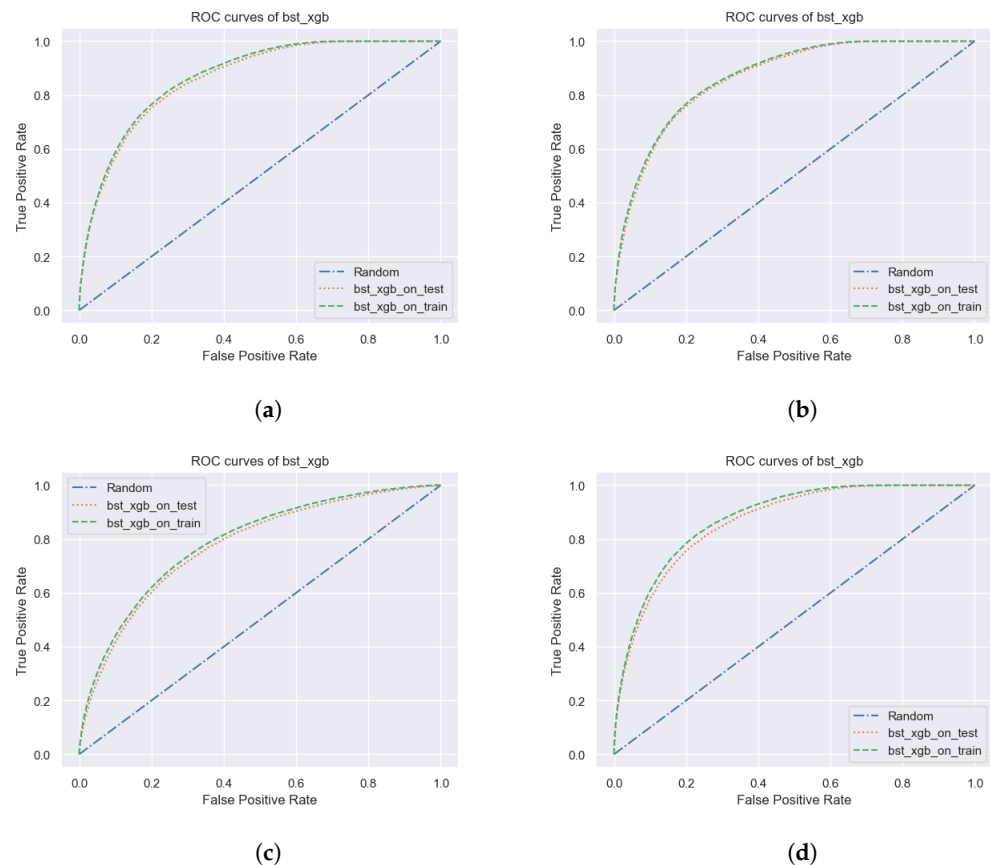 ROC curves of bst_xgb
1.0
0.8
0.6
0.4
0.2
0.0
True Positive Rate
Random
bst_xgb_on_test
bst_xgb_on_train
0.0 0.2 0.4 0.6 0.8 1.0
False Positive Rate
(a)
ROC curves of bst_xgb
1.0
0.8
0.6
0.4
0.2
0.0
True Positive Rate
Random
bst_xgb_on_test
bst_xgb_on_train
0.0 0.2 0.4 0.6 0.8 1.0
False Positive Rate
(b)
ROC curves of bst_xgb
1.0
0.8
0.6
0.4
0.2
0.0
True Positive Rate
Random
bst_xgb_on_test
bst_xgb_on_train
0.0 0.2 0.4 0.6 0.8 1.0
False Positive Rate
(c)
ROC curves of bst_xgb
1.0
0.8
0.6
0.4
0.2
0.0
True Positive Rate
Random
bst_xgb_on_test
bst_xgb_on_train
0.0 0.2 0.4 0.6 0.8 1.0
False Positive Rate
(d)